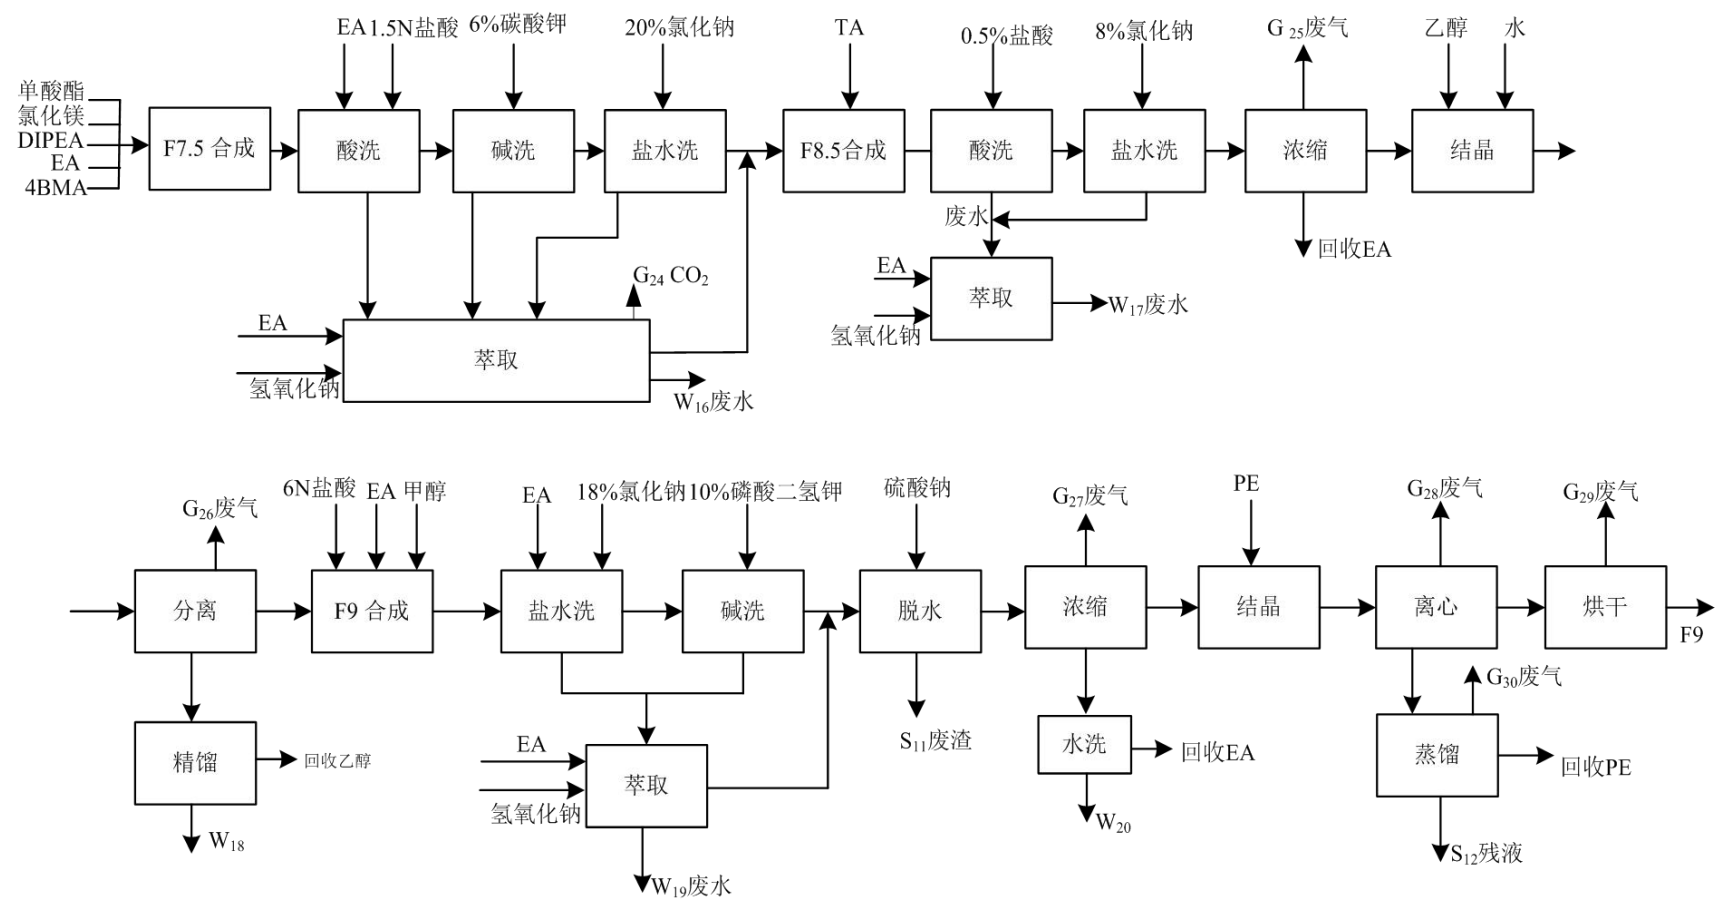 EA 1.5N盐酸 6%碳酸钾 20%氯化钠 TA 0.5%盐酸 8%氯化钠 G25废气 乙醇 水
单酸酯
氯化镁
DIPEA
EA
4BMA
F7.5 合成 酸洗 碱洗 盐水洗 F8.5合成 酸洗 盐水洗 浓缩 结晶
废水
回收EA
EA
G24 CO2
萃取
W17废水
氢氧化钠
EA
萃取
氢氧化钠
W16废水
G26废气 6N盐酸 EA 甲醇 EA 18%氯化钠 10%磷酸二氢钾 硫酸钠 G27废气 PE G28废气 G29废气
分离 F9 合成 盐水洗 碱洗 脱水 浓缩 结晶 离心 烘干
F9
G30废气
精馏
回收乙醇
EA
萃取
氢氧化钠
S11废渣
水洗
回收EA
蒸馏
回收PE
W18
W20
S12残液
W19废水